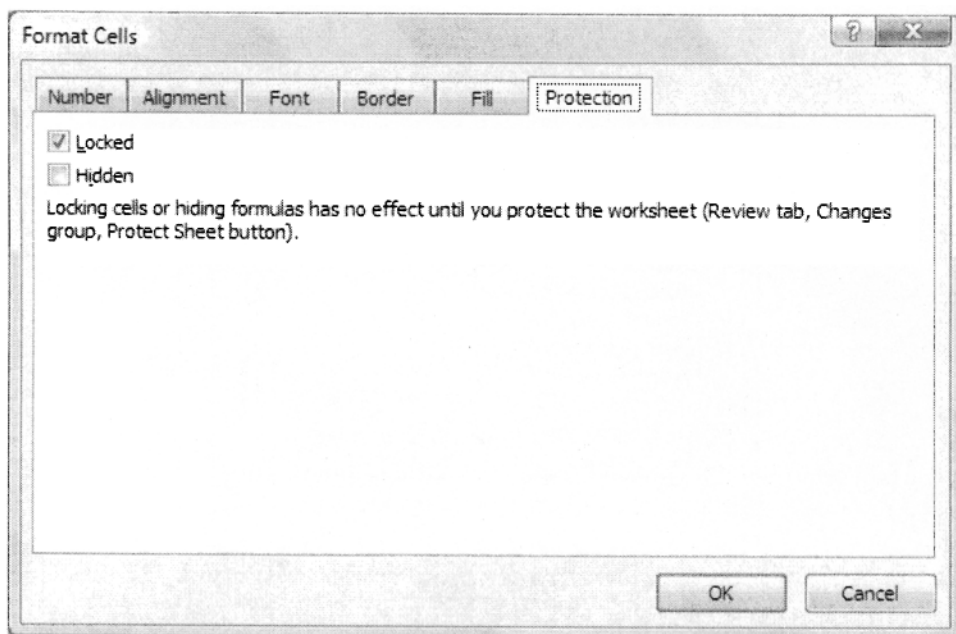 Format Cells
Number Alignment Font Border Fill Protection
Locked
Hidden
Locking cells or hiding formulas has no effect until you protect the worksheet (Review tab, Changes
group, Protect Sheet button).
OK Cancel